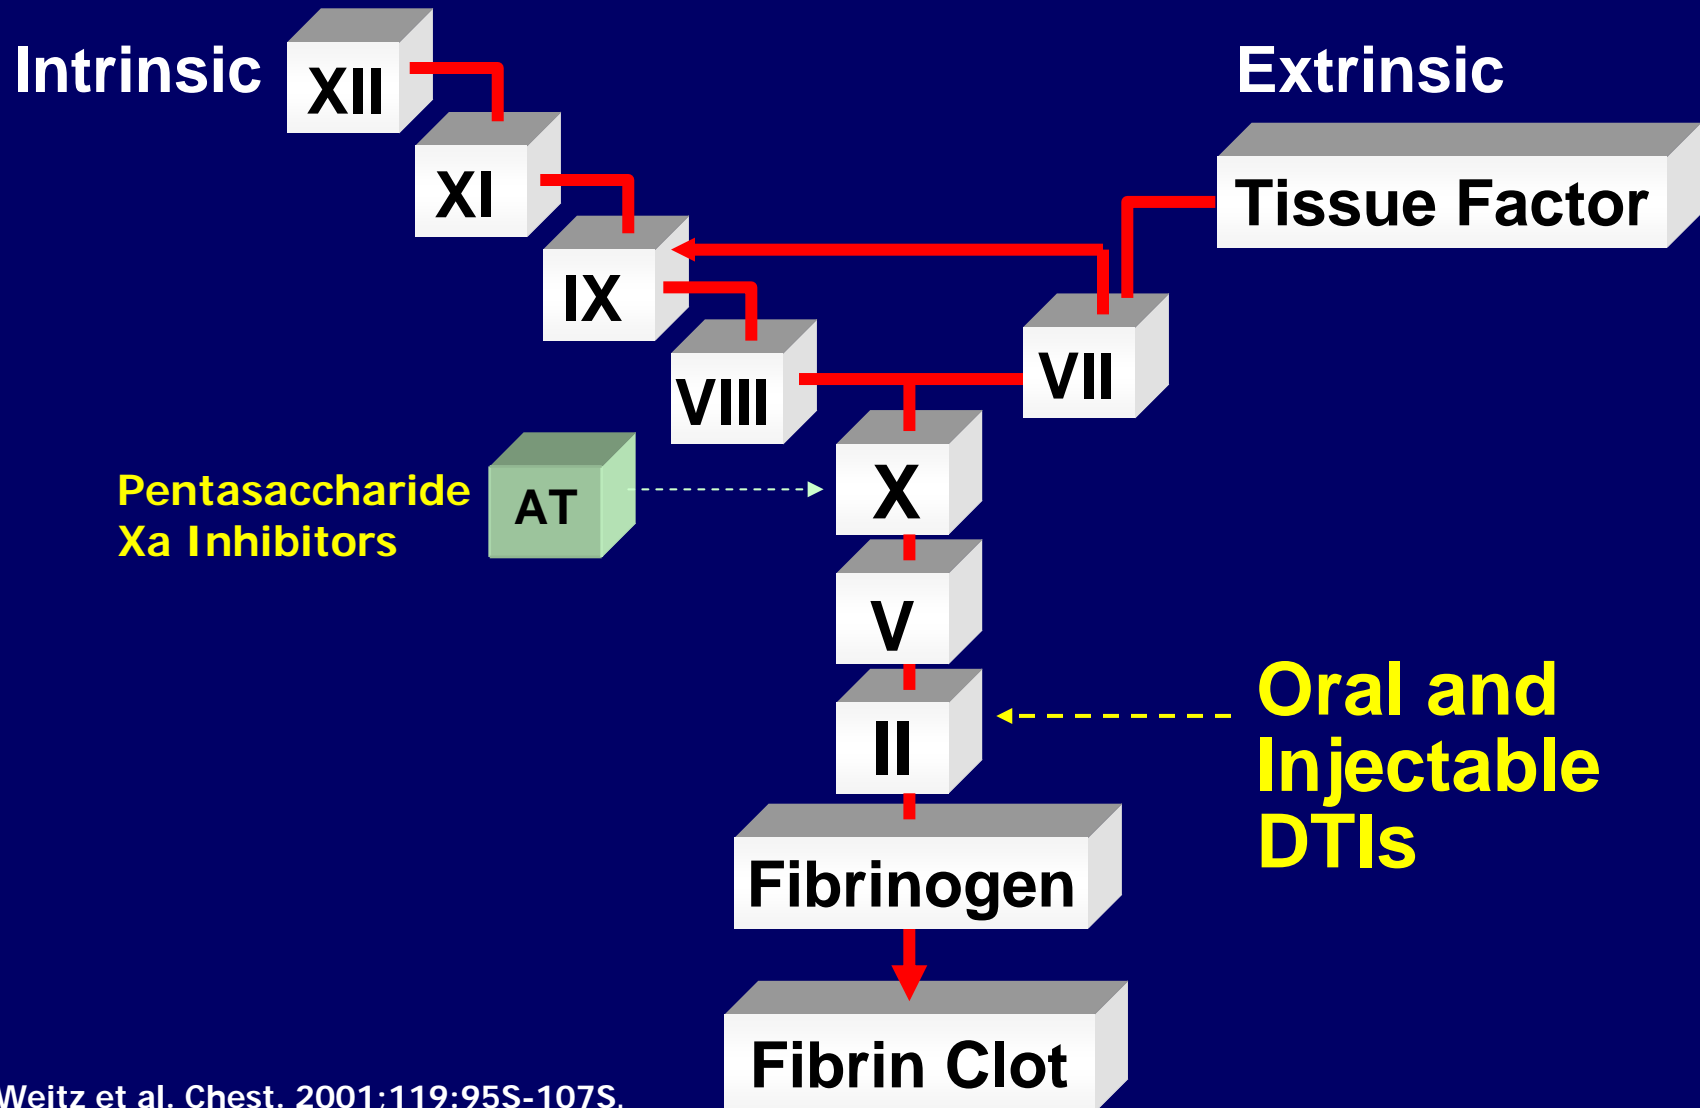 Intrinsic
XII
Extrinsic
XI
Tissue Factor
IX
VIII
VII
Pentasaccharide
Xa Inhibitors
AT
X
V
II
Oral and
Injectable
DTIs
Fibrinogen
Fibrin Clot
Weitz et al. Chest. 2001;119:95S-107S.